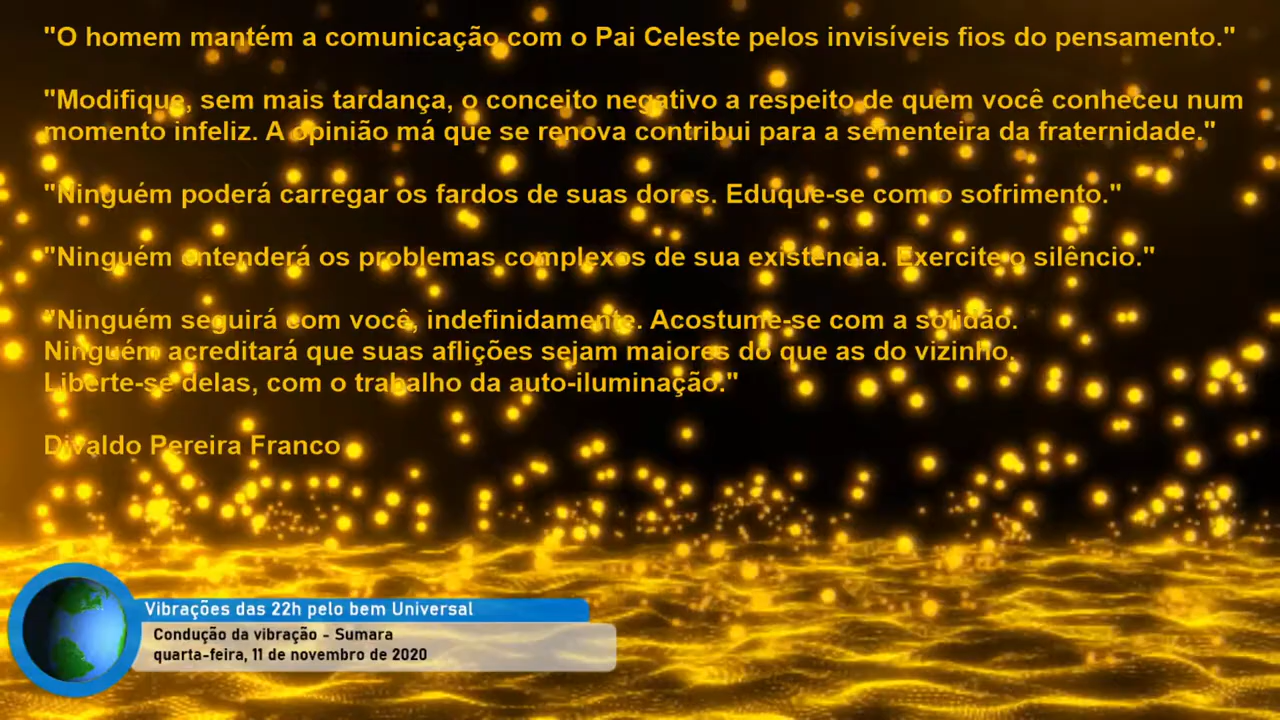 "O homem mantém a comunicação com o Pai Celeste pelos invisíveis fios do pensamento."
"Modifique, sem mais tardança, o conceito negativo a respeito de quem você conheceu num
momento infeliz. A opinião má que se renova contribui para a sementeira da fraternidade."
"Ninguém poderá carregar os fardos de suas dores. Eduque-se com o sofrimento."
"Ninguém entenderá os problemas complexos de sua existência. Exercite o silêncio."
"Ninguém seguirá com você, indefinidamente. Acostume-se com a solidão.
Ninguém acreditará que suas aflições sejam maiores do que as do vizinho.
Liberte-se delas, com o trabalho da auto-iluminação."
Divaldo Pereira Franco
Vibrações das 22h pelo bem Universal
Condução da vibração - Sumara
quarta-feira, 11 de novembro de 2020